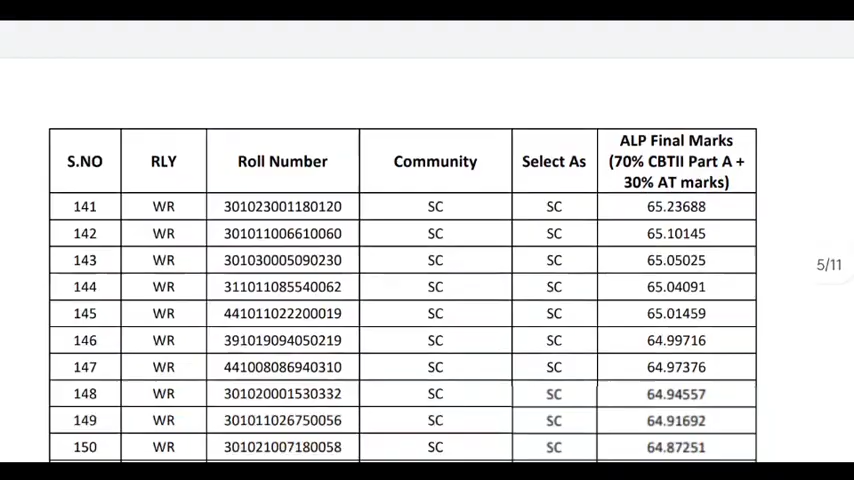 S.NO RLY Roll Number Community Select As ALP Final Marks (70% CBTII Part A + 30% AT marks)
141 WR 301023001180120 SC SC 65.23688
142 WR 301011006610060 SC SC 65.10145
143 WR 301030005090230 SC SC 65.05025
144 WR 311011085540062 SC SC 65.04091
145 WR 441011022200019 SC SC 65.01459
146 WR 391019094050219 SC SC 64.99716
147 WR 441008086940310 SC SC 64.97376
148 WR 301020001530332 SC SC 64.94557
149 WR 301011026750056 SC SC 64.91692
150 WR 301021007180058 SC SC 64.87251
5/11